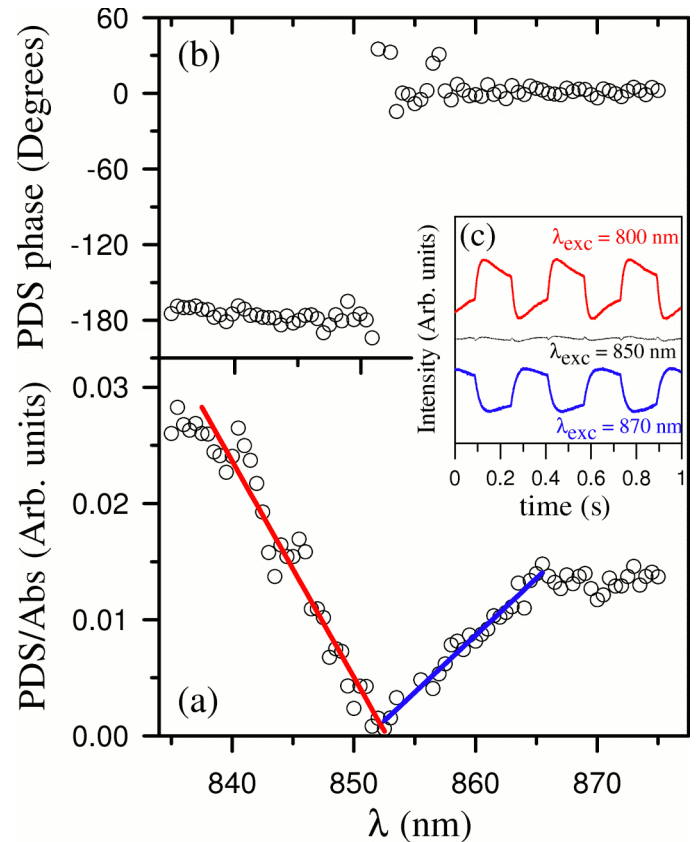 60
0
-60
-120
-180
PDS phase (Degrees)
(b)
(c)
λexc = 800 nm
λexc = 850 nm
λexc = 870 nm
Intensity (Arb. units)
0 0.2 0.4 0.6 0.8 1
time (s)
0.03
0.02
0.01
0.00
PDS/Abs (Arb. units)
(a)
840 850 860 870
λ (nm)